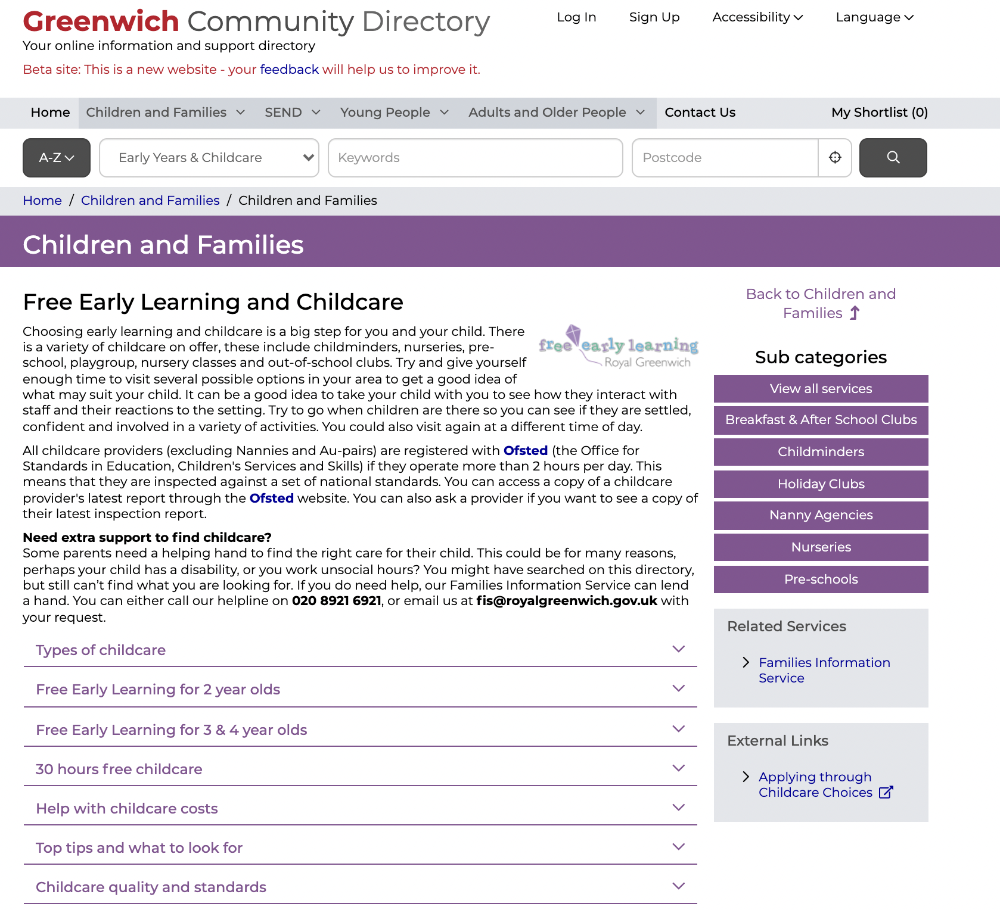 Greenwich Community Directory
Log In
Sign Up
Accessibility
Language
Your online information and support directory
Beta site: This is a new website - your feedback will help us to improve it.
Home
Children and Families
SEND
Young People
Adults and Older People
Contact Us
My Shortlist (0)
A-Z
Early Years & Childcare
Keywords
Postcode
Home / Children and Families / Children and Families
Children and Families
Free Early Learning and Childcare
Choosing early learning and childcare is a big step for you and your child. There
is a variety of childcare on offer, these include childminders, nurseries, pre-
school, playgroup, nursery classes and out-of-school clubs. Try and give yourself
enough time to visit several possible options in your area to get a good idea of
what may suit your child. It can be a good idea to take your child with you to see how they interact with
staff and their reactions to the setting. Try to go when children are there so you can see if they are settled,
confident and involved in a variety of activities. You could also visit again at a different time of day.
free early learning
Royal Greenwich
All childcare providers (excluding Nannies and Au-pairs) are registered with Ofsted (the Office for
Standards in Education, Children's Services and Skills) if they operate more than 2 hours per day. This
means that they are inspected against a set of national standards. You can access a copy of a childcare
provider's latest report through the Ofsted website. You can also ask a provider if you want to see a copy of
their latest inspection report.
Need extra support to find childcare?
Some parents need a helping hand to find the right care for their child. This could be for many reasons,
perhaps your child has a disability, or you work unsocial hours? You might have searched on this directory,
but still can’t find what you are looking for. If you do need help, our Families Information Service can lend
a hand. You can either call our helpline on 020 8921 6921, or email us at fis@royalgreenwich.gov.uk with
your request.
Types of childcare
Free Early Learning for 2 year olds
Free Early Learning for 3 & 4 year olds
30 hours free childcare
Help with childcare costs
Top tips and what to look for
Childcare quality and standards
Back to Children and
Families
Sub categories
View all services
Breakfast & After School Clubs
Childminders
Holiday Clubs
Nanny Agencies
Nurseries
Pre-schools
Related Services
Families Information
Service
External Links
Applying through
Childcare Choices